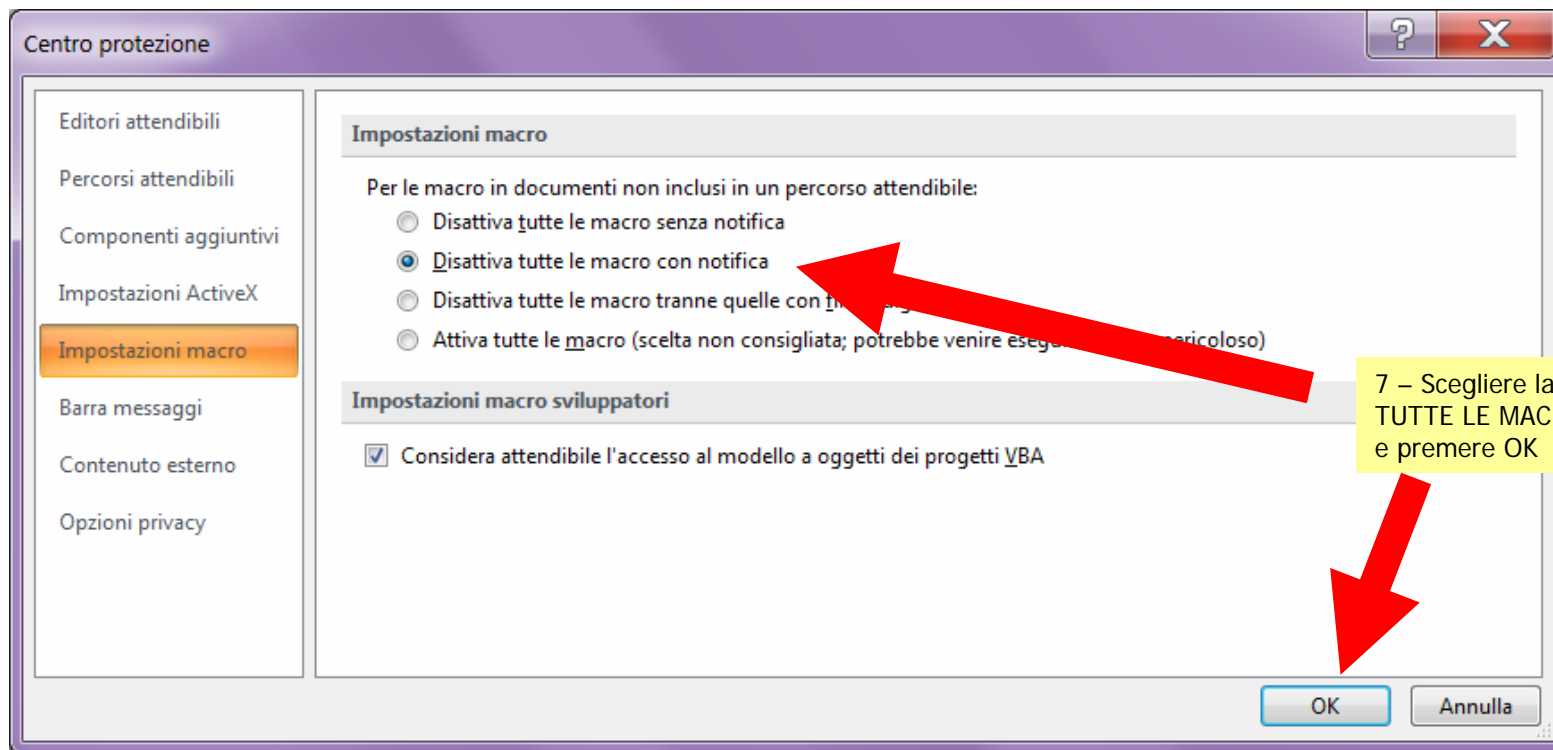 Centro protezione
Editori attendibili
Percorsi attendibili
Componenti aggiuntivi
Impostazioni ActiveX
Impostazioni macro
Barra messaggi
Contenuto esterno
Opzioni privacy
Impostazioni macro
Per le macro in documenti non inclusi in un percorso attendibile:
Disattiva tutte le macro senza notifica
Disattiva tutte le macro con notifica
Disattiva tutte le macro tranne quelle con
Attiva tutte le macro (scelta non consigliata; potrebbe venire pericoloso)
Impostazioni macro sviluppatori
Considera attendibile l'accesso al modello a oggetti dei progetti VBA
7 – Scegliere la
TUTTE LE MAC
e premere OK
OK
Annulla